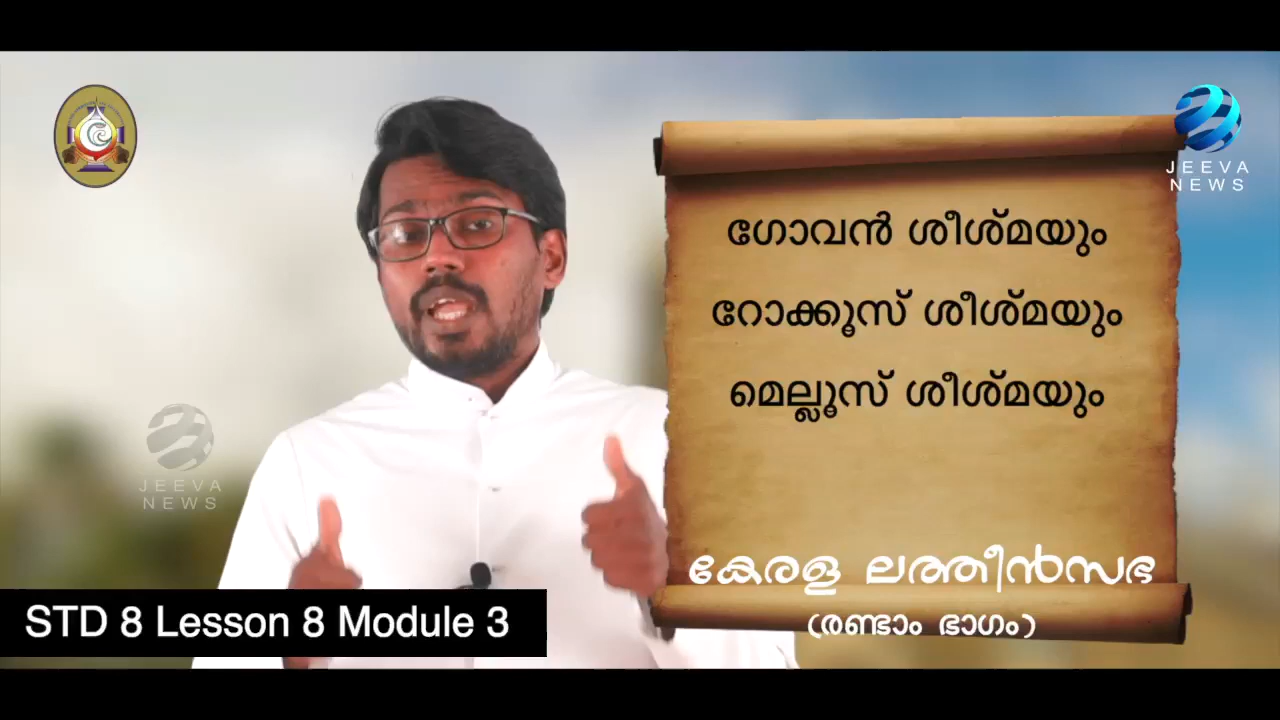 JEEVA
NEWS
ഗോവൻ ശീശ്മയും
റോക്കൂസ് ശീശ്മയും
മെല്ലൂസ് ശീശ്മയും
JEEVA
NEWS
കേരള ലത്തീൻസഭ
(രണ്ടാം ഭാഗം)
STD 8 Lesson 8 Module 3